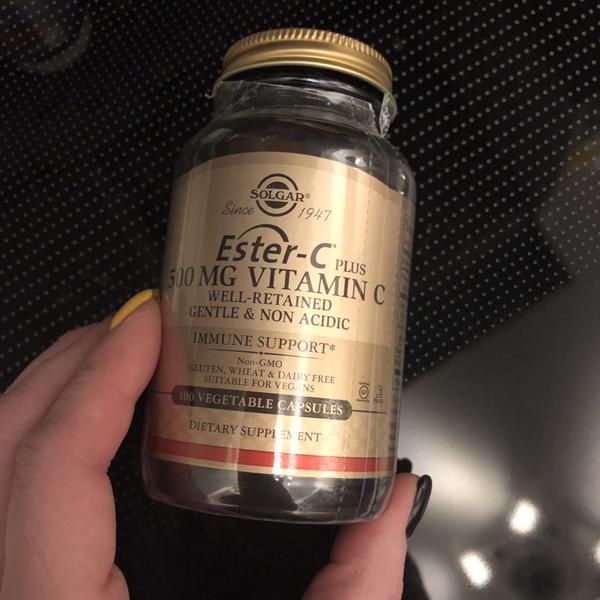 SOLGAR®
Since 1947
Ester-C® PLUS
500 MG VITAMIN C
WELL-RETAINED
GENTLE & NON ACIDIC
IMMUNE SUPPORT*
Non-GMO
GLUTEN, WHEAT & DAIRY FREE
SUITABLE FOR VEGANS
100 VEGETABLE CAPSULES
DIETARY SUPPLEMENT